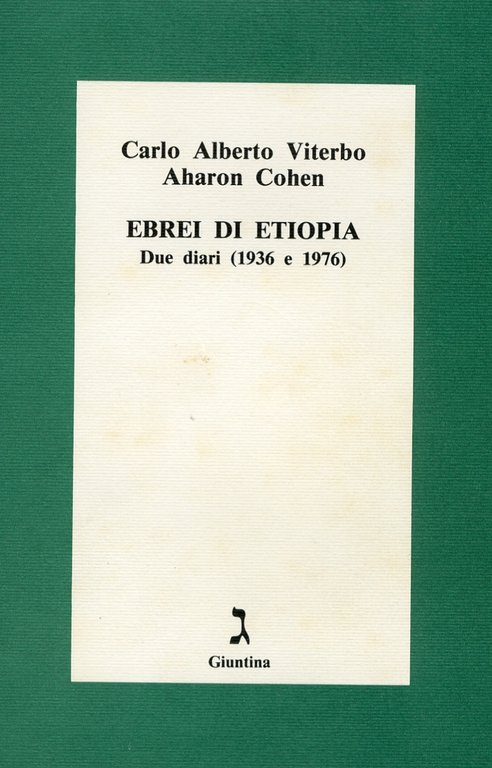 Carlo Alberto Viterbo
Aharon Cohen
EBREI DI ETIOPIA
Due diari (1936 e 1976)
ג
Giuntina